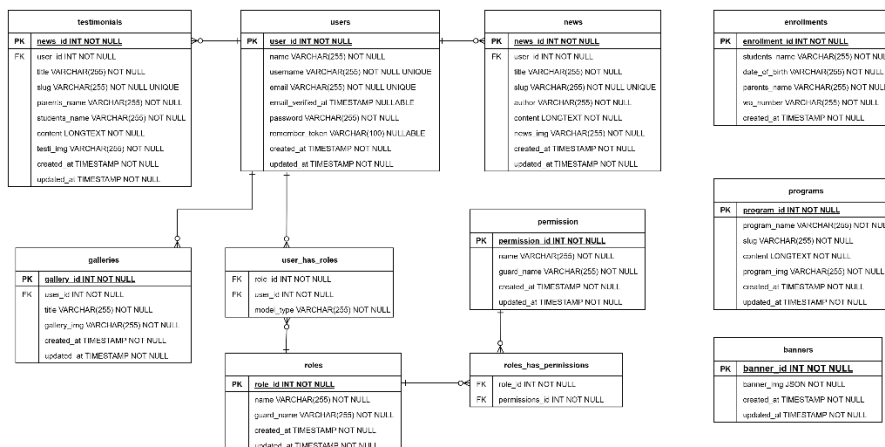 testimonials
PK news_id INT NOT NULL
FK user_id INT NOT NULL
title VARCHAR(255) NOT NULL
slug VARCHAR(255) NOT NULL UNIQUE
parents_name VARCHAR(255) NOT NULL
students_name VARCHAR(255) NOT NULL
content LONGTEXT NOT NULL
testi_img VARCHAR(255) NOT NULL
created_at TIMESTAMP NOT NULL
updated_at TIMESTAMP NOT NULL
users
PK user_id INT NOT NULL
name VARCHAR(255) NOT NULL
username VARCHAR(255) NOT NULL UNIQUE
email VARCHAR(255) NOT NULL UNIQUE
email_verified_at TIMESTAMP NULLABLE
password VARCHAR(255) NOT NULL
remember_token VARCHAR(100) NULLABLE
created_at TIMESTAMP NOT NULL
updated_at TIMESTAMP NOT NULL
news
PK news_id INT NOT NULL
FK user_id INT NOT NULL
title VARCHAR(255) NOT NULL
slug VARCHAR(255) NOT NULL UNIQUE
author VARCHAR(255) NOT NULL
content LONGTEXT NOT NULL
news_img VARCHAR(255) NOT NULL
created_at TIMESTAMP NOT NULL
updated_at TIMESTAMP NOT NULL
enrollments
PK enrollment_id INT NOT NULL
students_name VARCHAR(255) NOT NUL
date_of_birth VARCHAR(255) NOT NULL
parents_name VARCHAR(255) NOT NULL
wa_number VARCHAR(255) NOT NULL
created_at TIMESTAMP NOT NULL
galleries
PK gallery_id INT NOT NULL
FK user_id INT NOT NULL
title VARCHAR(255) NOT NULL
gallery_img VARCHAR(255) NOT NULL
created_at TIMESTAMP NOT NULL
updated_at TIMESTAMP NOT NULL
user_has_roles
FK role_id INT NOT NULL
FK user_id INT NOT NULL
model_type VARCHAR(255) NOT NULL
permission
PK permission_id INT NOT NULL
name VARCHAR(255) NOT NULL
guard_name VARCHAR(255) NOT NULL
created_at TIMESTAMP NOT NULL
updated_at TIMESTAMP NOT NULL
programs
PK program_id INT NOT NULL
program_name VARCHAR(255) NOT NUL
slug VARCHAR(255) NOT NULL
content LONGTEXT NOT NULL
program_img VARCHAR(255) NOT NULL
created_at TIMESTAMP NOT NULL
updated_at TIMESTAMP NOT NULL
roles
PK role_id INT NOT NULL
name VARCHAR(255) NOT NULL
guard_name VARCHAR(255) NOT NULL
created_at TIMESTAMP NOT NULL
updated_at TIMESTAMP NOT NULL
roles_has_permissions
FK role_id INT NOT NULL
FK permissions_id INT NOT NULL
banners
PK banner_id INT NOT NULL
banner_img JSON NOT NULL
created_at TIMESTAMP NOT NULL
updated_at TIMESTAMP NOT NULL